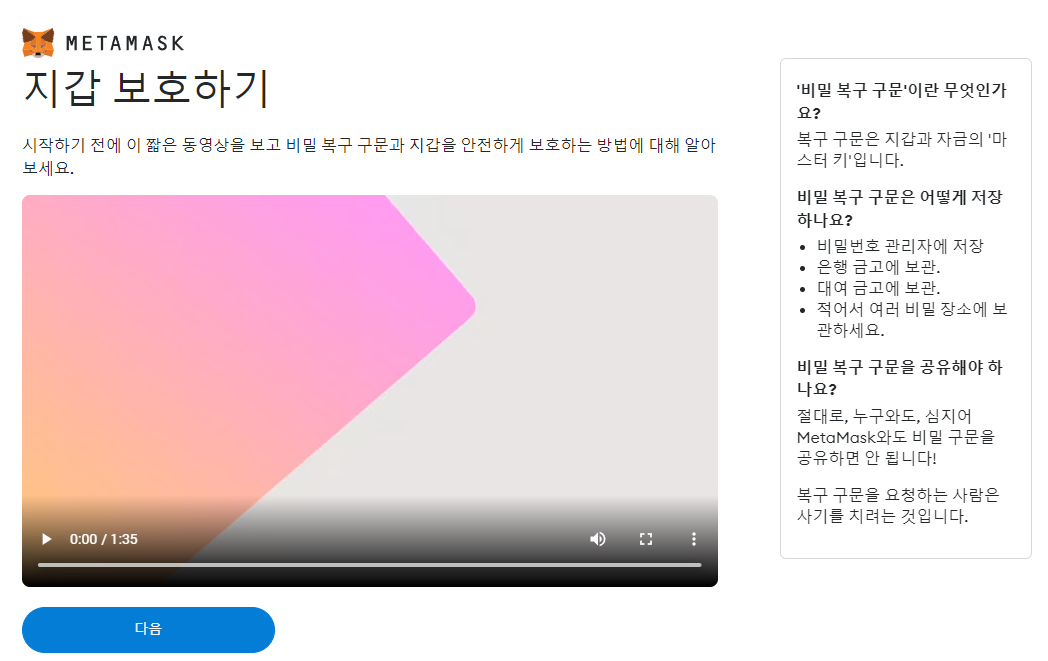 METAMASK
지갑 보호하기
시작하기 전에 이 짧은 동영상을 보고 비밀 복구 구문과 지갑을 안전하게 보호하는 방법에 대해 알아
보세요.
0:00 / 1:35
다음
'비밀 복구 구문'이란 무엇인가
요?
복구 구문은 지갑과 자금의 '마
스터 키'입니다.
비밀 복구 구문은 어떻게 저장
하나요?
• 비밀번호 관리자에 저장
• 은행 금고에 보관.
• 대여 금고에 보관.
• 적어서 여러 비밀 장소에 보
관하세요.
비밀 복구 구문을 공유해야 하
나요?
절대로, 누구와도, 심지어
MetaMask와도 비밀 구문을
공유하면 안 됩니다!
복구 구문을 요청하는 사람은
사기를 치려는 것입니다.